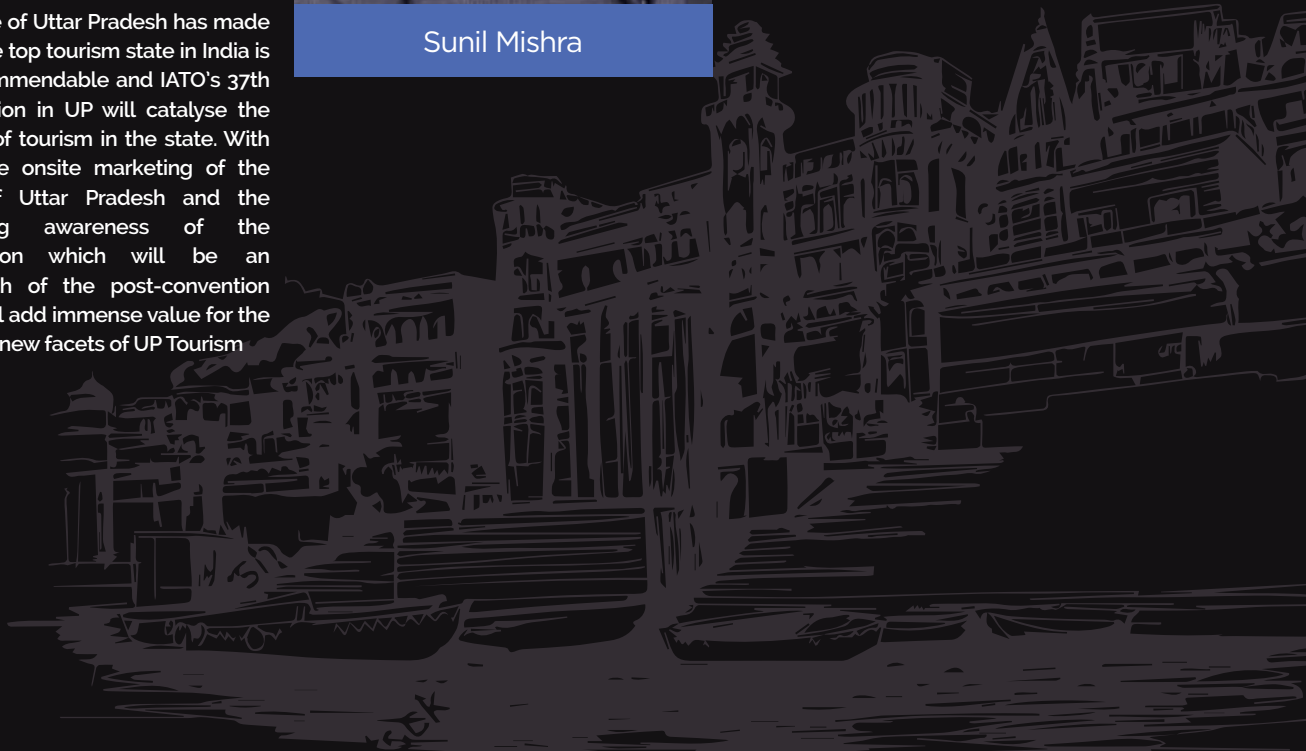 e of Uttar Pradesh has made
e top tourism state in India is
mmendable and IATO's 37th
ion in UP will catalyse the
of tourism in the state. With
e onsite marketing of the
f Uttar Pradesh and the
g awareness of the
on which will be an
h of the post-convention
l add immense value for the
new facets of UP Tourism
Sunil Mishra